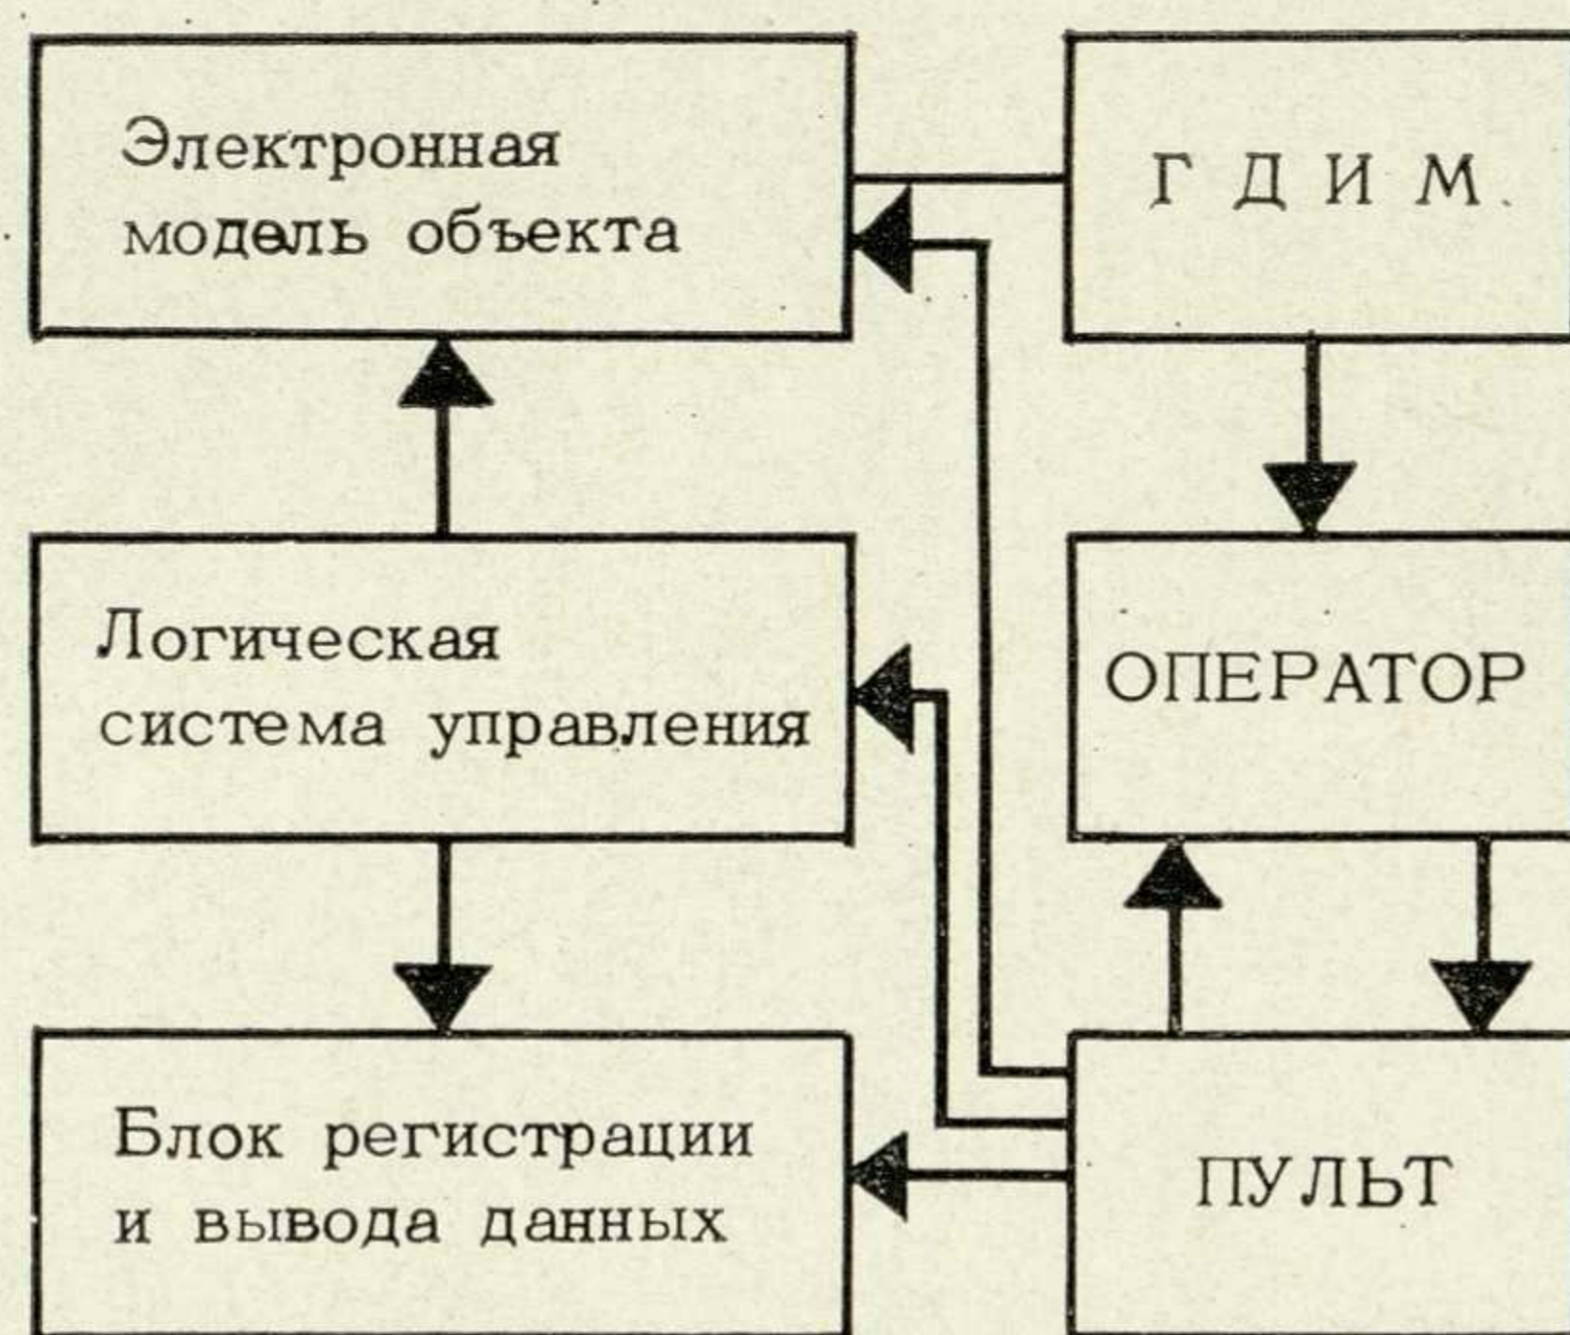 Электронная
модель объекта
Г Д И М
Логическая
система управления
ОПЕРАТОР
Блок регистрации
и вывода данных
ПУЛЬТ